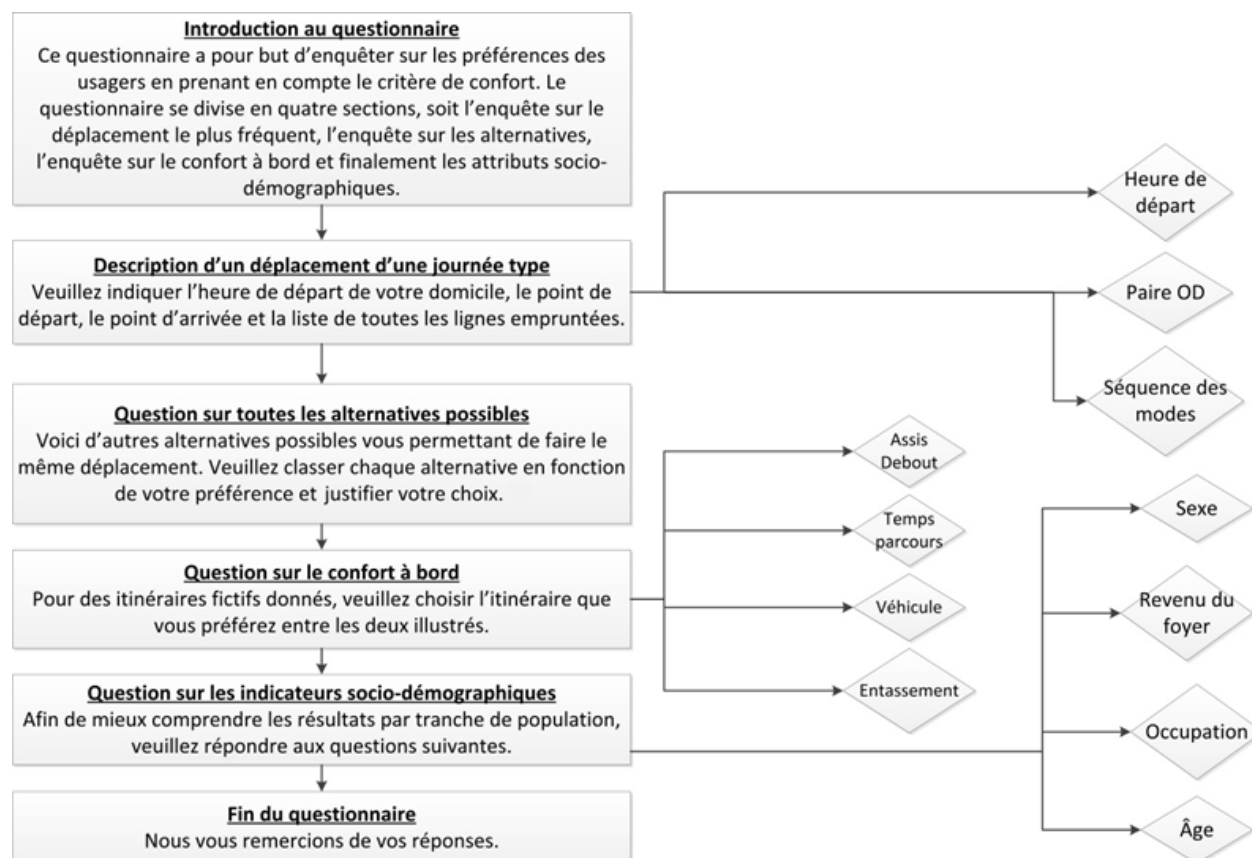 Introduction au questionnaire
Ce questionnaire a pour but d'enquêter sur les préférences des
usagers en prenant en compte le critère de confort. Le
questionnaire se divise en quatre sections, soit l'enquête sur le
déplacement le plus fréquent, l'enquête sur les alternatives,
l'enquête sur le confort à bord et finalement les attributs socio-
démographiques.
Description d'un déplacement d'une journée type
Veuillez indiquer l'heure de départ de votre domicile, le point de
départ, le point d'arrivée et la liste de toutes les lignes empruntées.
Heure de
départ
Paire OD
Séquence des
modes
Question sur toutes les alternatives possibles
Voici d'autres alternatives possibles vous permettant de faire le
même déplacement. Veuillez classer chaque alternative en fonction
de votre préférence et justifier votre choix.
Question sur le confort à bord
Pour des itinéraires fictifs donnés, veuillez choisir l'itinéraire que
vous préférez entre les deux illustrés.
Assis
Debout
Temps
parcours
Véhicule
Entassement
Question sur les indicateurs socio-démographiques
Afin de mieux comprendre les résultats par tranche de population,
veuillez répondre aux questions suivantes.
Sexe
Revenu du
foyer
Occupation
Âge
Fin du questionnaire
Nous vous remercions de vos réponses.